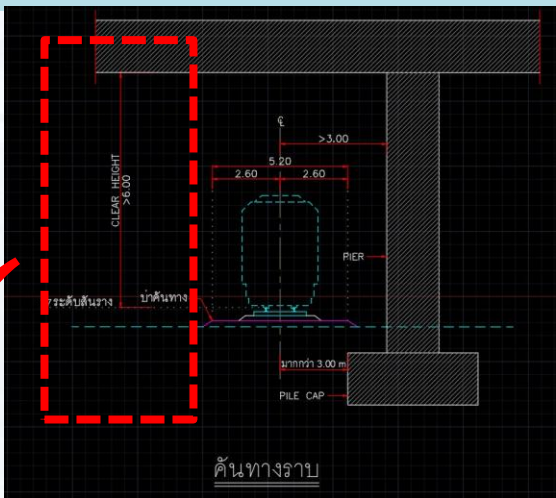 ℄
>3.00
5.20
2.60 2.60
CLEAR HEIGHT
>6.00
PIER
ระดับสันราง
บ่าคันทาง
มากกว่า 3.00 m
PILE CAP
คันทางราบ